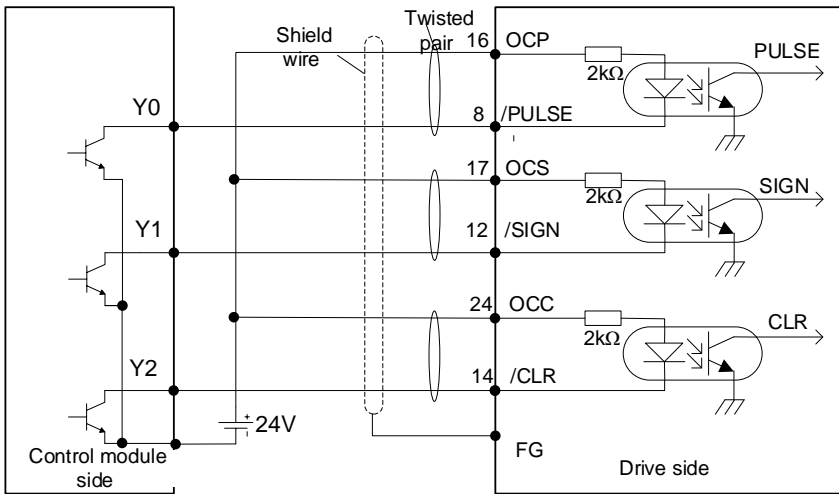 Twisted
pair
Shield
wire
16 OCP
2kΩ
PULSE
Y0
8 /PULSE
17 OCS
2kΩ
SIGN
Y1
12 /SIGN
24 OCC
2kΩ
CLR
Y2
14 /CLR
+
24V
FG
Control module
side
Drive side